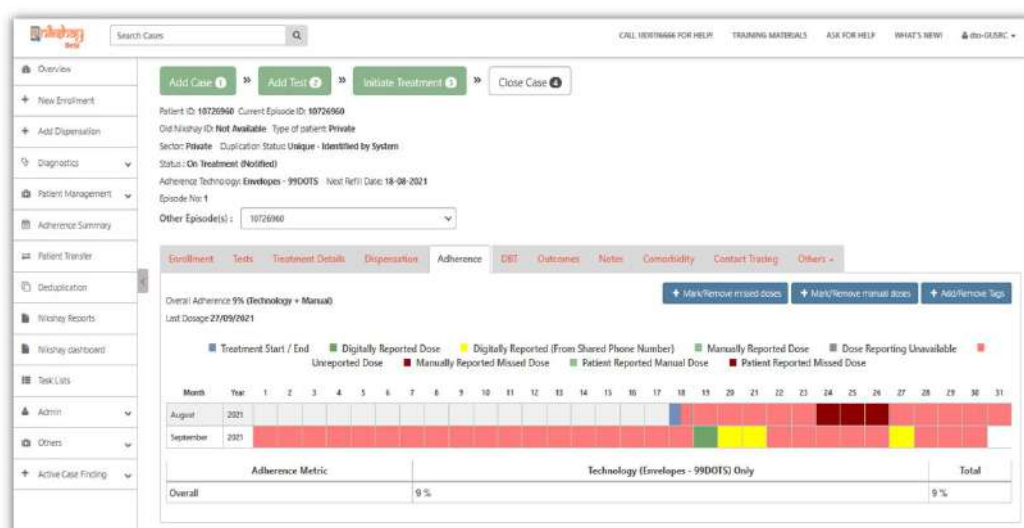 nikshay
Beta
Search Cases
CALL 1800116666 FOR HELP!
TRAINING MATERIALS
ASK FOR HELP
WHAT'S NEW!
dto-GUSRC
Overview
New Enrollment
Add Dispensation
Diagnostics
Patient Management
Adherence Summary
Patient Transfer
Deduplication
Nikshay Reports
Nikshay dashboard
Task Lists
Admin
Others
Active Case Finding
Add Case 1 » Add Test 2 » Initiate Treatment 3 » Close Case 4
Patient ID: 10726960 Current Episode ID: 10726960
Old Nikshay ID: Not Available Type of patient: Private
Sector: Private Duplication Status: Unique - Identified by System
Status : On Treatment (Notified)
Adherence Technology: Envelopes - 99DOTS Next Refill Date: 18-08-2021
Episode No: 1
Other Episode(s) : 10726960
Enrollment Tests Treatment Details Dispensation Adherence DBT Outcomes Notes Comorbidity Contact Tracing Others
Overall Adherence 9% (Technology + Manual)
+ Mark/Remove missed doses + Mark/Remove manual doses + Add/Remove Tags
Last Dosage 27/09/2021
Treatment Start / End Digitally Reported Dose Digitally Reported (From Shared Phone Number) Manually Reported Dose Dose Reporting Unavailable
Unreported Dose Manually Reported Missed Dose Patient Reported Manual Dose Patient Reported Missed Dose
Month Year 1 2 3 4 5 6 7 8 9 10 11 12 13 14 15 16 17 18 19 20 21 22 23 24 25 26 27 28 29 30 31
August 2021
September 2021
Adherence Metric Technology (Envelopes - 99DOTS) Only Total
Overall 9 % 9 %